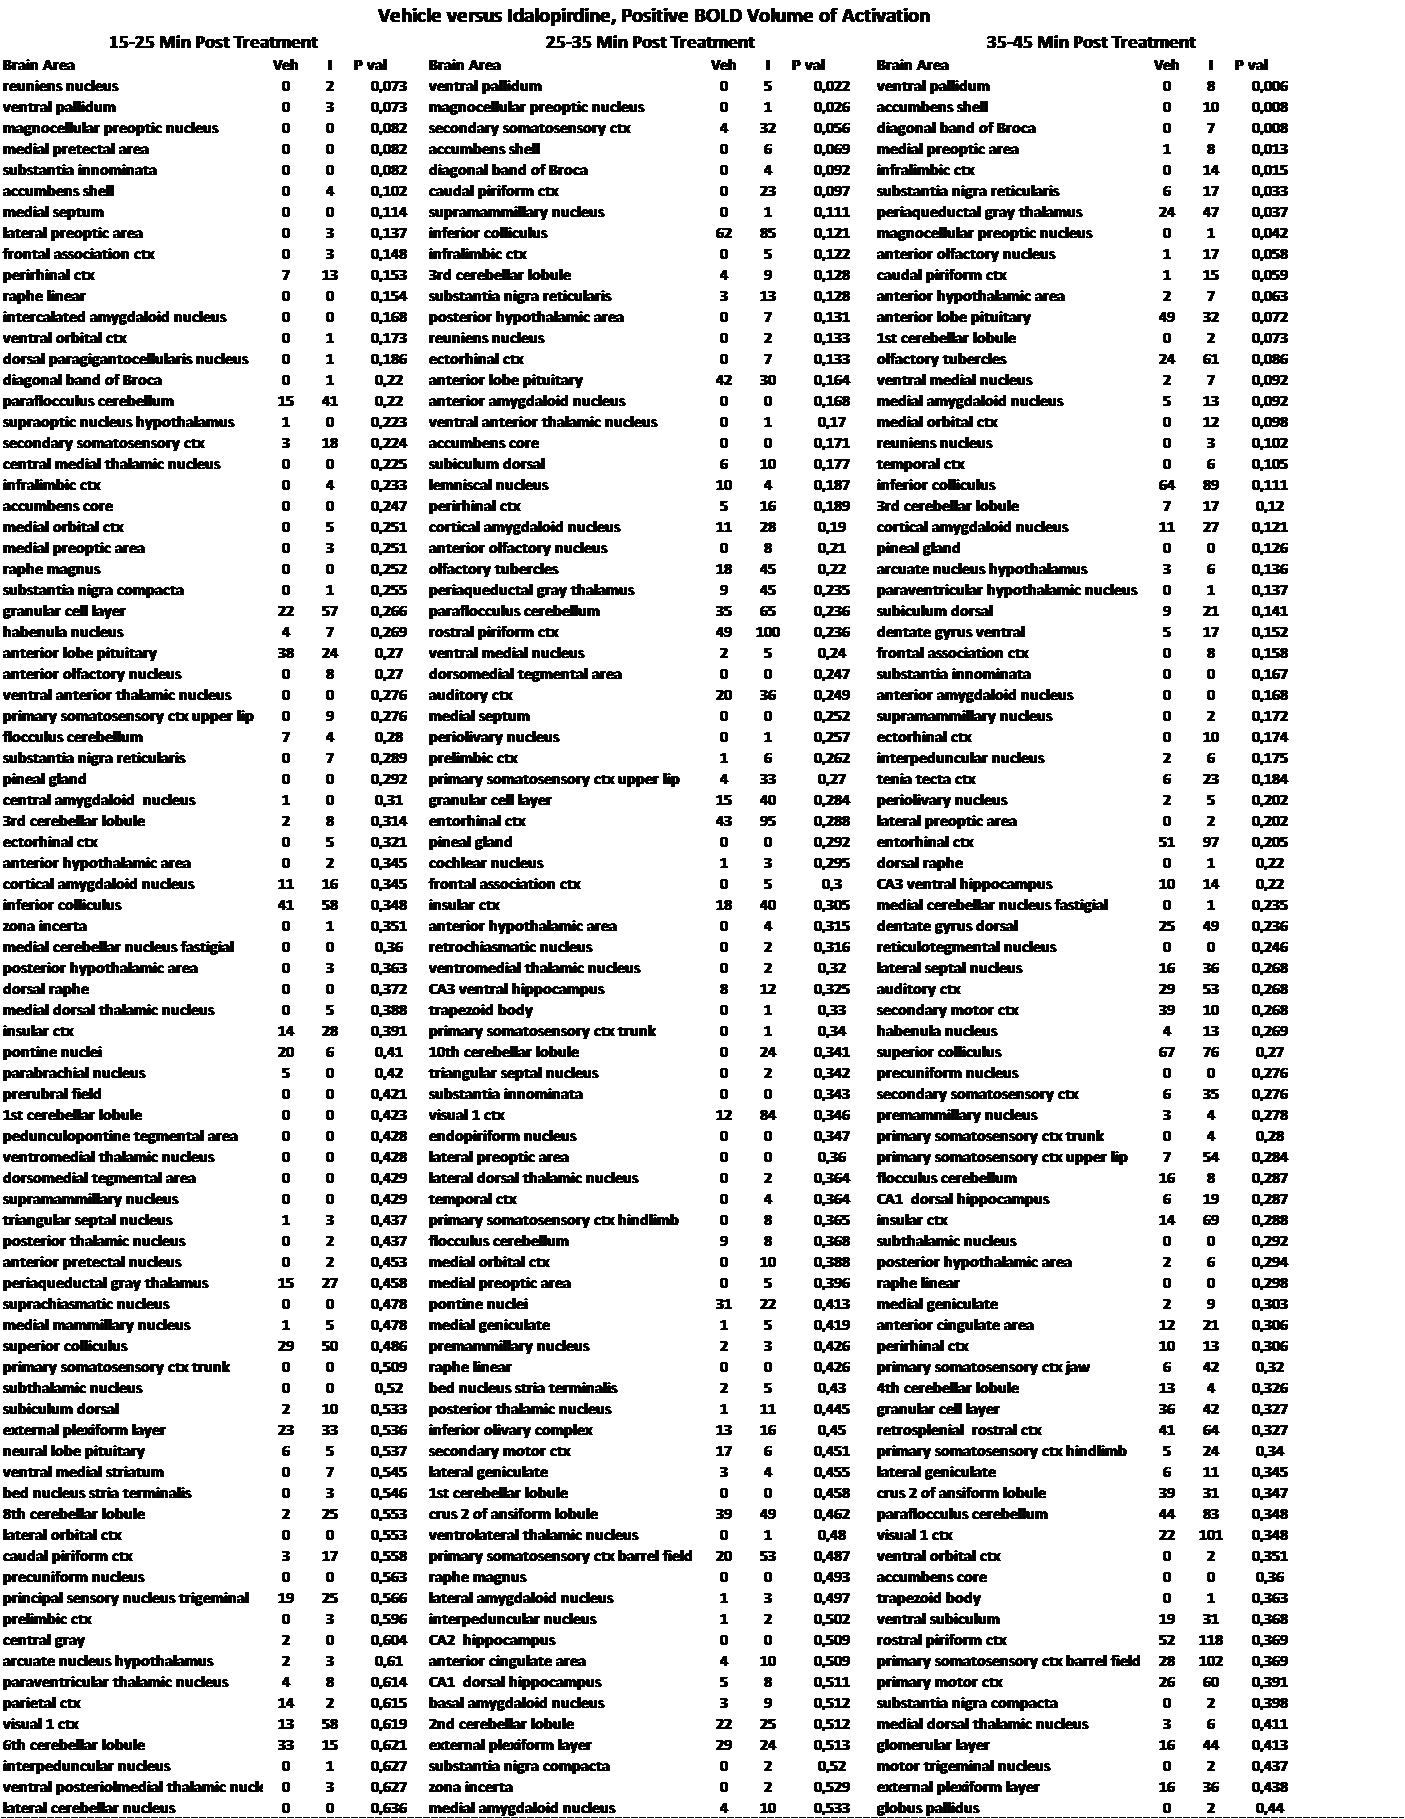 Vehicle versus Idalopirdine, Positive BOLD Volume of Activation
15-25 Min Post Treatment 25-35 Min Post Treatment 35-45 Min Post Treatment
Brain Area Veh I P val Brain Area Veh I P val Brain Area Veh I P val
reuniens nucleus 0 2 0,073 ventral pallidum 0 5 0,022 ventral pallidum 0 8 0,006
ventral pallidum 0 3 0,073 magnocellular preoptic nucleus 0 1 0,026 accumbens shell 0 10 0,008
magnocellular preoptic nucleus 0 0 0,082 secondary somatosensory ctx 4 32 0,056 diagonal band of Broca 0 7 0,008
medial pretectal area 0 0 0,082 accumbens shell 0 6 0,069 medial preoptic area 1 8 0,013
substantia innominata 0 0 0,082 diagonal band of Broca 0 4 0,092 infralimbic ctx 0 14 0,015
accumbens shell 0 4 0,102 caudal piriform ctx 0 23 0,097 substantia nigra reticularis 6 17 0,033
medial septum 0 0 0,114 supramammillary nucleus 0 1 0,111 periaqueductal gray thalamus 24 47 0,037
lateral preoptic area 0 3 0,137 inferior colliculus 62 85 0,121 magnocellular preoptic nucleus 0 1 0,042
frontal association ctx 0 3 0,148 infralimbic ctx 0 5 0,122 anterior olfactory nucleus 1 17 0,058
perirhinal ctx 7 13 0,153 3rd cerebellar lobule 4 9 0,128 caudal piriform ctx 1 15 0,059
raphe linear 0 0 0,154 substantia nigra reticularis 3 13 0,128 anterior hypothalamic area 2 7 0,063
intercalated amygdaloid nucleus 0 0 0,168 posterior hypothalamic area 0 7 0,131 anterior lobe pituitary 49 32 0,072
ventral orbital ctx 0 1 0,173 reuniens nucleus 0 2 0,133 1st cerebellar lobule 0 2 0,073
dorsal paragigantocellularis nucleus 0 1 0,186 ectorhinal ctx 0 7 0,133 olfactory tubercles 24 61 0,086
diagonal band of Broca 0 1 0,22 anterior lobe pituitary 42 30 0,164 ventral medial nucleus 2 7 0,092
paraflocculus cerebellum 15 41 0,22 anterior amygdaloid nucleus 0 0 0,168 medial amygdaloid nucleus 5 13 0,092
supraoptic nucleus hypothalamus 1 0 0,223 ventral anterior thalamic nucleus 0 1 0,17 medial orbital ctx 0 12 0,098
secondary somatosensory ctx 3 18 0,224 accumbens core 0 0 0,171 reuniens nucleus 0 3 0,102
central medial thalamic nucleus 0 0 0,225 subiculum dorsal 6 10 0,177 temporal ctx 0 6 0,105
infralimbic ctx 0 4 0,233 lemniscal nucleus 10 4 0,187 inferior colliculus 64 89 0,111
accumbens core 0 0 0,247 perirhinal ctx 5 16 0,189 3rd cerebellar lobule 7 17 0,12
medial orbital ctx 0 5 0,251 cortical amygdaloid nucleus 11 28 0,19 cortical amygdaloid nucleus 11 27 0,121
medial preoptic area 0 3 0,251 anterior olfactory nucleus 0 8 0,21 pineal gland 0 0 0,126
raphe magnus 0 0 0,252 olfactory tubercles 18 45 0,22 arcuate nucleus hypothalamus 3 6 0,136
substantia nigra compacta 0 1 0,255 periaqueductal gray thalamus 9 45 0,235 paraventricular hypothalamic nucleus 0 1 0,137
granular cell layer 22 57 0,266 paraflocculus cerebellum 35 65 0,236 subiculum dorsal 9 21 0,141
habenula nucleus 4 7 0,269 rostral piriform ctx 49 100 0,236 dentate gyrus ventral 5 17 0,152
anterior lobe pituitary 38 24 0,27 ventral medial nucleus 2 5 0,24 frontal association ctx 0 8 0,158
anterior olfactory nucleus 0 8 0,27 dorsomedial tegmental area 0 0 0,247 substantia innominata 0 0 0,167
ventral anterior thalamic nucleus 0 0 0,276 auditory ctx 20 36 0,249 anterior amygdaloid nucleus 0 0 0,168
primary somatosensory ctx upper lip 0 9 0,276 medial septum 0 0 0,252 supramammillary nucleus 0 2 0,172
flocculus cerebellum 7 4 0,28 periolivary nucleus 0 1 0,257 ectorhinal ctx 0 10 0,174
substantia nigra reticularis 0 7 0,289 prelimbic ctx 1 6 0,262 interpeduncular nucleus 2 6 0,175
pineal gland 0 0 0,292 primary somatosensory ctx upper lip 4 33 0,27 tenia tecta ctx 6 23 0,184
central amygdaloid nucleus 1 0 0,31 granular cell layer 15 40 0,284 periolivary nucleus 2 5 0,202
3rd cerebellar lobule 2 8 0,314 entorhinal ctx 43 95 0,288 lateral preoptic area 0 2 0,202
ectorhinal ctx 0 5 0,321 pineal gland 0 0 0,292 entorhinal ctx 51 97 0,205
anterior hypothalamic area 0 2 0,345 cochlear nucleus 1 3 0,295 dorsal raphe 0 1 0,22
cortical amygdaloid nucleus 11 16 0,345 frontal association ctx 0 5 0,3 CA3 ventral hippocampus 10 14 0,22
inferior colliculus 41 58 0,348 insular ctx 18 40 0,305 medial cerebellar nucleus fastigial 0 1 0,235
zona incerta 0 1 0,351 anterior hypothalamic area 0 4 0,315 dentate gyrus dorsal 25 49 0,236
medial cerebellar nucleus fastigial 0 0 0,36 retrochiasmatic nucleus 0 2 0,316 reticulotegmental nucleus 0 0 0,246
posterior hypothalamic area 0 3 0,363 ventromedial thalamic nucleus 0 2 0,32 lateral septal nucleus 16 36 0,268
dorsal raphe 0 0 0,372 CA3 ventral hippocampus 8 12 0,325 auditory ctx 29 53 0,268
medial dorsal thalamic nucleus 0 5 0,388 trapezoid body 0 1 0,33 secondary motor ctx 39 10 0,268
insular ctx 14 28 0,391 primary somatosensory ctx trunk 0 1 0,34 habenula nucleus 4 13 0,269
pontine nuclei 20 6 0,41 10th cerebellar lobule 0 24 0,341 superior colliculus 67 76 0,27
parabrachial nucleus 5 0 0,42 triangular septal nucleus 0 2 0,342 precuniform nucleus 0 0 0,276
prerubral field 0 0 0,421 substantia innominata 0 0 0,343 secondary somatosensory ctx 6 35 0,276
1st cerebellar lobule 0 0 0,423 visual 1 ctx 12 84 0,346 premammillary nucleus 3 4 0,278
pedunculopontine tegmental area 0 0 0,428 endopiriform nucleus 0 0 0,347 primary somatosensory ctx trunk 0 4 0,28
ventromedial thalamic nucleus 0 0 0,428 lateral preoptic area 0 0 0,36 primary somatosensory ctx upper lip 7 54 0,284
dorsomedial tegmental area 0 0 0,429 lateral dorsal thalamic nucleus 0 2 0,364 flocculus cerebellum 16 8 0,287
supramammillary nucleus 0 0 0,429 temporal ctx 0 4 0,364 CA1 dorsal hippocampus 6 19 0,287
triangular septal nucleus 1 3 0,437 primary somatosensory ctx hindlimb 0 8 0,365 insular ctx 14 69 0,288
posterior thalamic nucleus 0 2 0,437 flocculus cerebellum 9 8 0,368 subthalamic nucleus 0 0 0,292
anterior pretectal nucleus 0 2 0,453 medial orbital ctx 0 10 0,388 posterior hypothalamic area 2 6 0,294
periaqueductal gray thalamus 15 27 0,458 medial preoptic area 0 5 0,396 raphe linear 0 0 0,298
suprachiasmatic nucleus 0 0 0,478 pontine nuclei 31 22 0,413 medial geniculate 2 9 0,303
medial mammillary nucleus 1 5 0,478 medial geniculate 1 5 0,419 anterior cingulate area 12 21 0,306
superior colliculus 29 50 0,486 premammillary nucleus 2 3 0,426 perirhinal ctx 10 13 0,306
primary somatosensory ctx trunk 0 0 0,509 raphe linear 0 0 0,426 primary somatosensory ctx jaw 6 42 0,32
subthalamic nucleus 0 0 0,52 bed nucleus stria terminalis 2 5 0,43 4th cerebellar lobule 13 4 0,326
subiculum dorsal 2 10 0,533 posterior thalamic nucleus 1 11 0,445 granular cell layer 36 42 0,327
external plexiform layer 23 33 0,536 inferior olivary complex 13 16 0,45 retrosplenial rostral ctx 41 64 0,327
neural lobe pituitary 6 5 0,537 secondary motor ctx 17 6 0,451 primary somatosensory ctx hindlimb 5 24 0,34
ventral medial striatum 0 7 0,545 lateral geniculate 3 4 0,455 lateral geniculate 6 11 0,345
bed nucleus stria terminalis 0 3 0,546 1st cerebellar lobule 0 0 0,458 crus 2 of ansiform lobule 39 31 0,347
8th cerebellar lobule 2 25 0,553 crus 2 of ansiform lobule 39 49 0,462 paraflocculus cerebellum 44 83 0,348
lateral orbital ctx 0 0 0,553 ventrolateral thalamic nucleus 0 1 0,48 visual 1 ctx 22 101 0,348
caudal piriform ctx 3 17 0,558 primary somatosensory ctx barrel field 20 53 0,487 ventral orbital ctx 0 2 0,351
precuniform nucleus 0 0 0,563 raphe magnus 0 0 0,493 accumbens core 0 0 0,36
principal sensory nucleus trigeminal 19 25 0,566 lateral amygdaloid nucleus 1 3 0,497 trapezoid body 0 1 0,363
prelimbic ctx 0 3 0,596 interpeduncular nucleus 1 2 0,502 ventral subiculum 19 31 0,368
central gray 2 0 0,604 CA2 hippocampus 0 0 0,509 rostral piriform ctx 52 118 0,369
arcuate nucleus hypothalamus 2 3 0,61 anterior cingulate area 4 10 0,509 primary somatosensory ctx barrel field 28 102 0,369
paraventricular thalamic nucleus 4 8 0,614 CA1 dorsal hippocampus 5 8 0,511 primary motor ctx 26 60 0,391
parietal ctx 14 2 0,615 basal amygdaloid nucleus 3 9 0,512 substantia nigra compacta 0 2 0,398
visual 1 ctx 13 58 0,619 2nd cerebellar lobule 22 25 0,512 medial dorsal thalamic nucleus 3 6 0,411
6th cerebellar lobule 33 15 0,621 external plexiform layer 29 24 0,513 glomerular layer 16 44 0,413
interpeduncular nucleus 0 1 0,627 substantia nigra compacta 0 2 0,52 motor trigeminal nucleus 0 2 0,437
ventral posteriolmedial thalamic nucle 0 3 0,627 zona incerta 0 2 0,529 external plexiform layer 16 36 0,438
lateral cerebellar nucleus 0 0 0,636 medial amygdaloid nucleus 4 10 0,533 globus pallidus 0 2 0,44